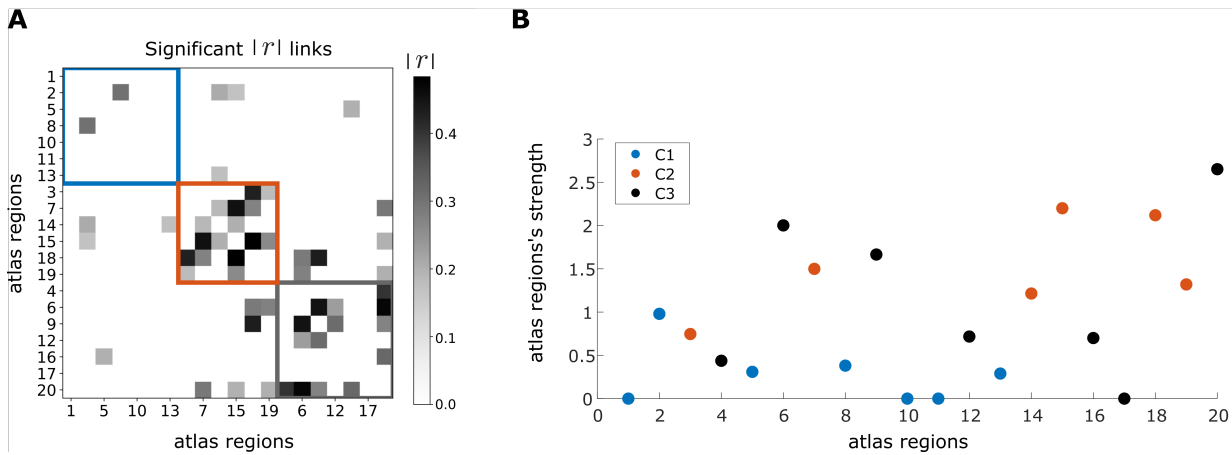 A
Significant |r| links
|r|
atlas regions
1
2
5
8
10
11
13
3
7
14
15
18
19
4
6
9
12
16
17
20
1 5 10 13 7 15 19 6 12 17
atlas regions
0.4
0.3
0.2
0.1
0.0
B
atlas regions's strength
3
2.5
2
1.5
1
0.5
0
C1
C2
C3
0 2 4 6 8 10 12 14 16 18 20
atlas regions